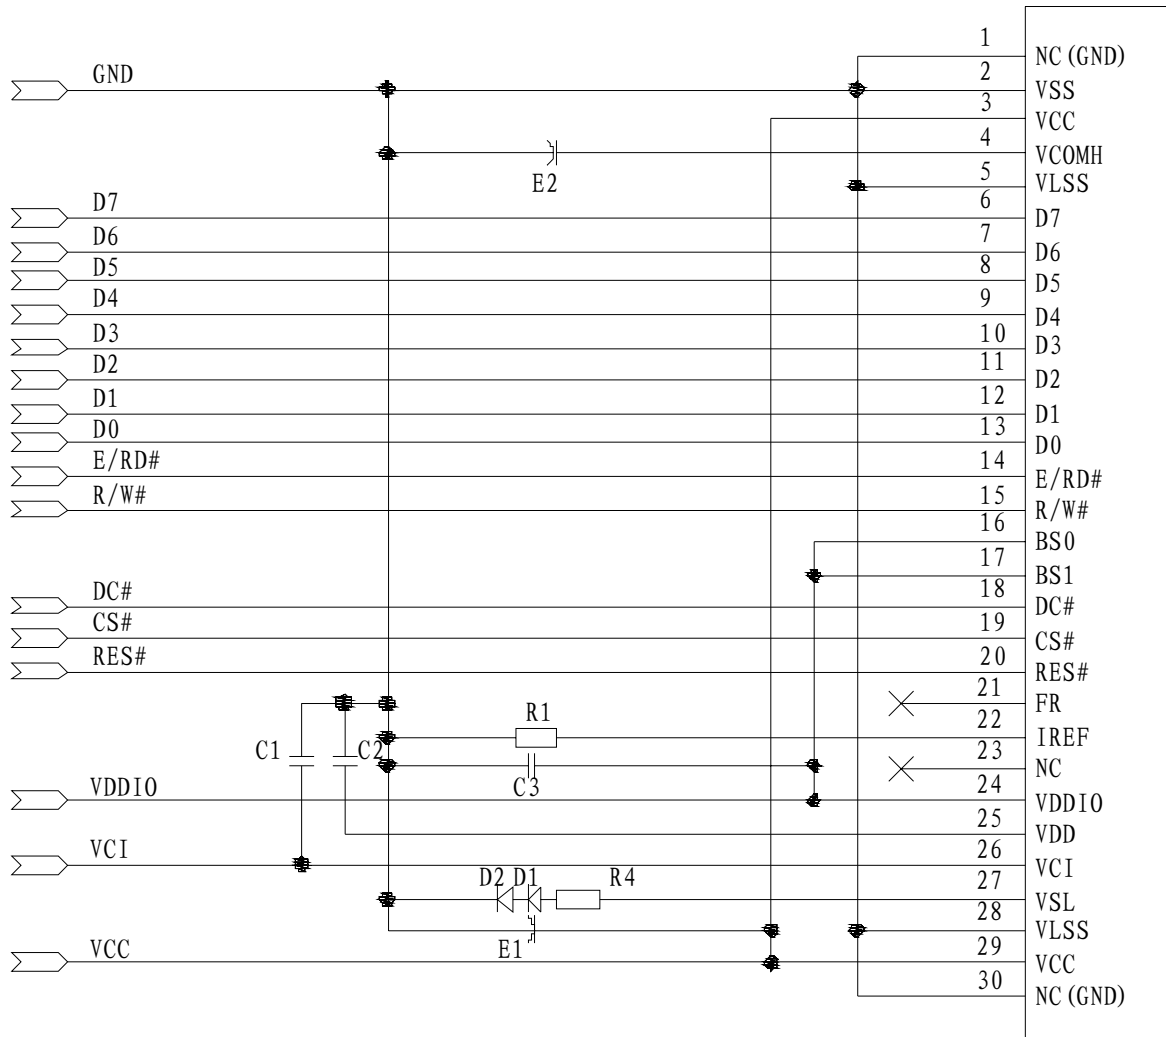 1
NC(GND)
GND
2
VSS
3
VCC
4
VCOMH
E2
5
VLSS
D7
6
D7
D6
7
D6
D5
8
D5
D4
9
D4
D3
10
D3
D2
11
D2
D1
12
D1
D0
13
D0
E/RD#
14
E/RD#
R/W#
15
R/W#
16
BS0
17
BS1
DC#
18
DC#
CS#
19
CS#
RES#
20
RES#
21
FR
R1
22
IREF
C1
C2
23
NC
C3
VDDIO
24
VDDIO
25
VDD
VCI
26
VCI
D2 D1
R4
27
VSL
28
VLSS
E1
VCC
29
VCC
30
NC(GND)